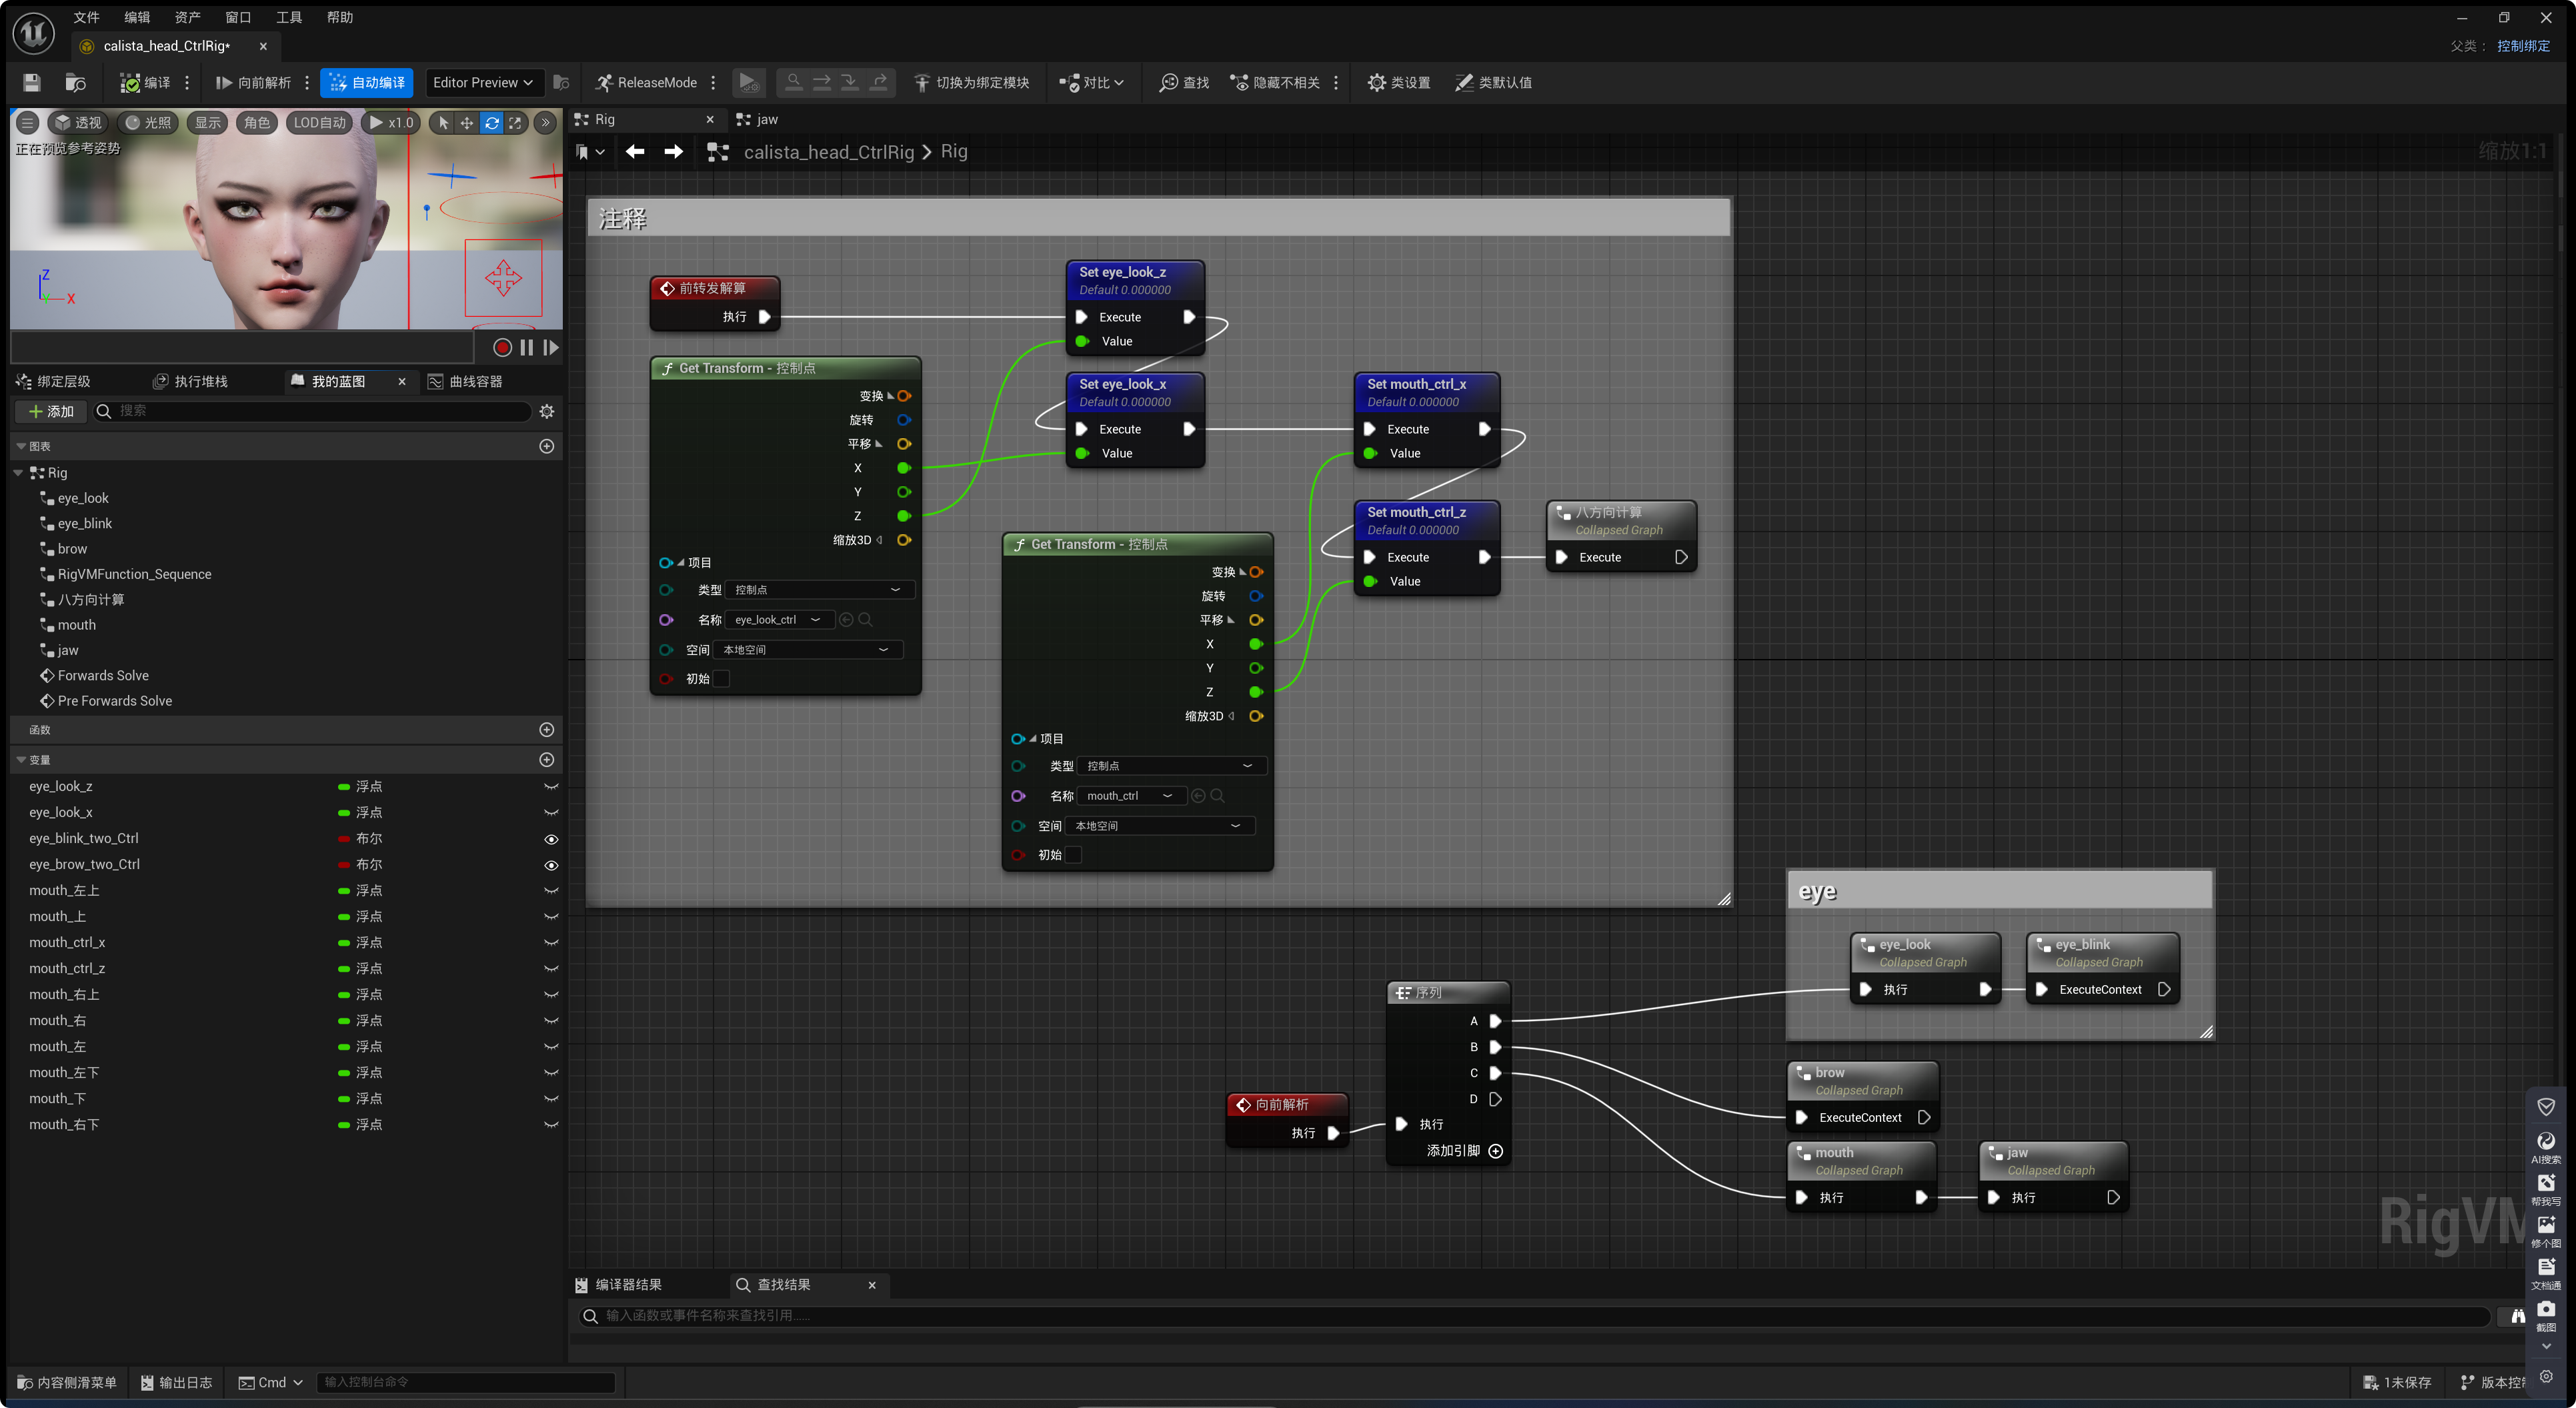 文件 编辑 资产 窗口 工具 帮助
calista_head_CtrlRig*
父类： 控制绑定
编译 向前解析 自动编译 Editor Preview ReleaseMode 切换为绑定模块 对比 查找 隐藏不相关 类设置 类默认值
透视 光照 显示 角色 LOD自动 x1.0
正在预览参考姿势
Z
X
绑定层级 执行堆栈 我的蓝图 曲线容器
添加 搜索
图表
Rig
eye_look
eye_blink
brow
RigVMFunction_Sequence
八方向计算
mouth
jaw
Forwards Solve
Pre Forwards Solve
函数
变量
eye_look_z 浮点
eye_look_x 浮点
eye_blink_two_Ctrl 布尔
eye_brow_two_Ctrl 布尔
mouth_左上 浮点
mouth_上 浮点
mouth_ctrl_x 浮点
mouth_ctrl_z 浮点
mouth_右上 浮点
mouth_右 浮点
mouth_左 浮点
mouth_左下 浮点
mouth_下 浮点
mouth_右下 浮点
Rig jaw
calista_head_CtrlRig Rig
缩放1:1
注释
前转发解算
执行
Get Transform - 控制点
变换
旋转
平移
X
Y
Z
缩放3D
项目
类型 控制点
名称 eye_look_ctrl
空间 本地空间
初始
Set eye_look_z
Default 0.000000
Execute
Value
Set eye_look_x
Default 0.000000
Execute
Value
Get Transform - 控制点
变换
旋转
平移
X
Y
Z
缩放3D
项目
类型 控制点
名称 mouth_ctrl
空间 本地空间
初始
Set mouth_ctrl_x
Default 0.000000
Execute
Value
Set mouth_ctrl_z
Default 0.000000
Execute
Value
八方向计算
Collapsed Graph
Execute
eye
eye_look
Collapsed Graph
执行
eye_blink
Collapsed Graph
ExecuteContext
向前解析
执行
序列
A
B
C
D
执行
添加引脚
brow
Collapsed Graph
ExecuteContext
mouth
Collapsed Graph
执行
jaw
Collapsed Graph
执行
RigVM
AI搜索
帮我写
修个图
文档通
截图
编译器结果 查找结果
输入函数或事件名称来查找引用......
内容侧滑菜单 输出日志 Cmd 输入控制台命令
1未保存 版本控制